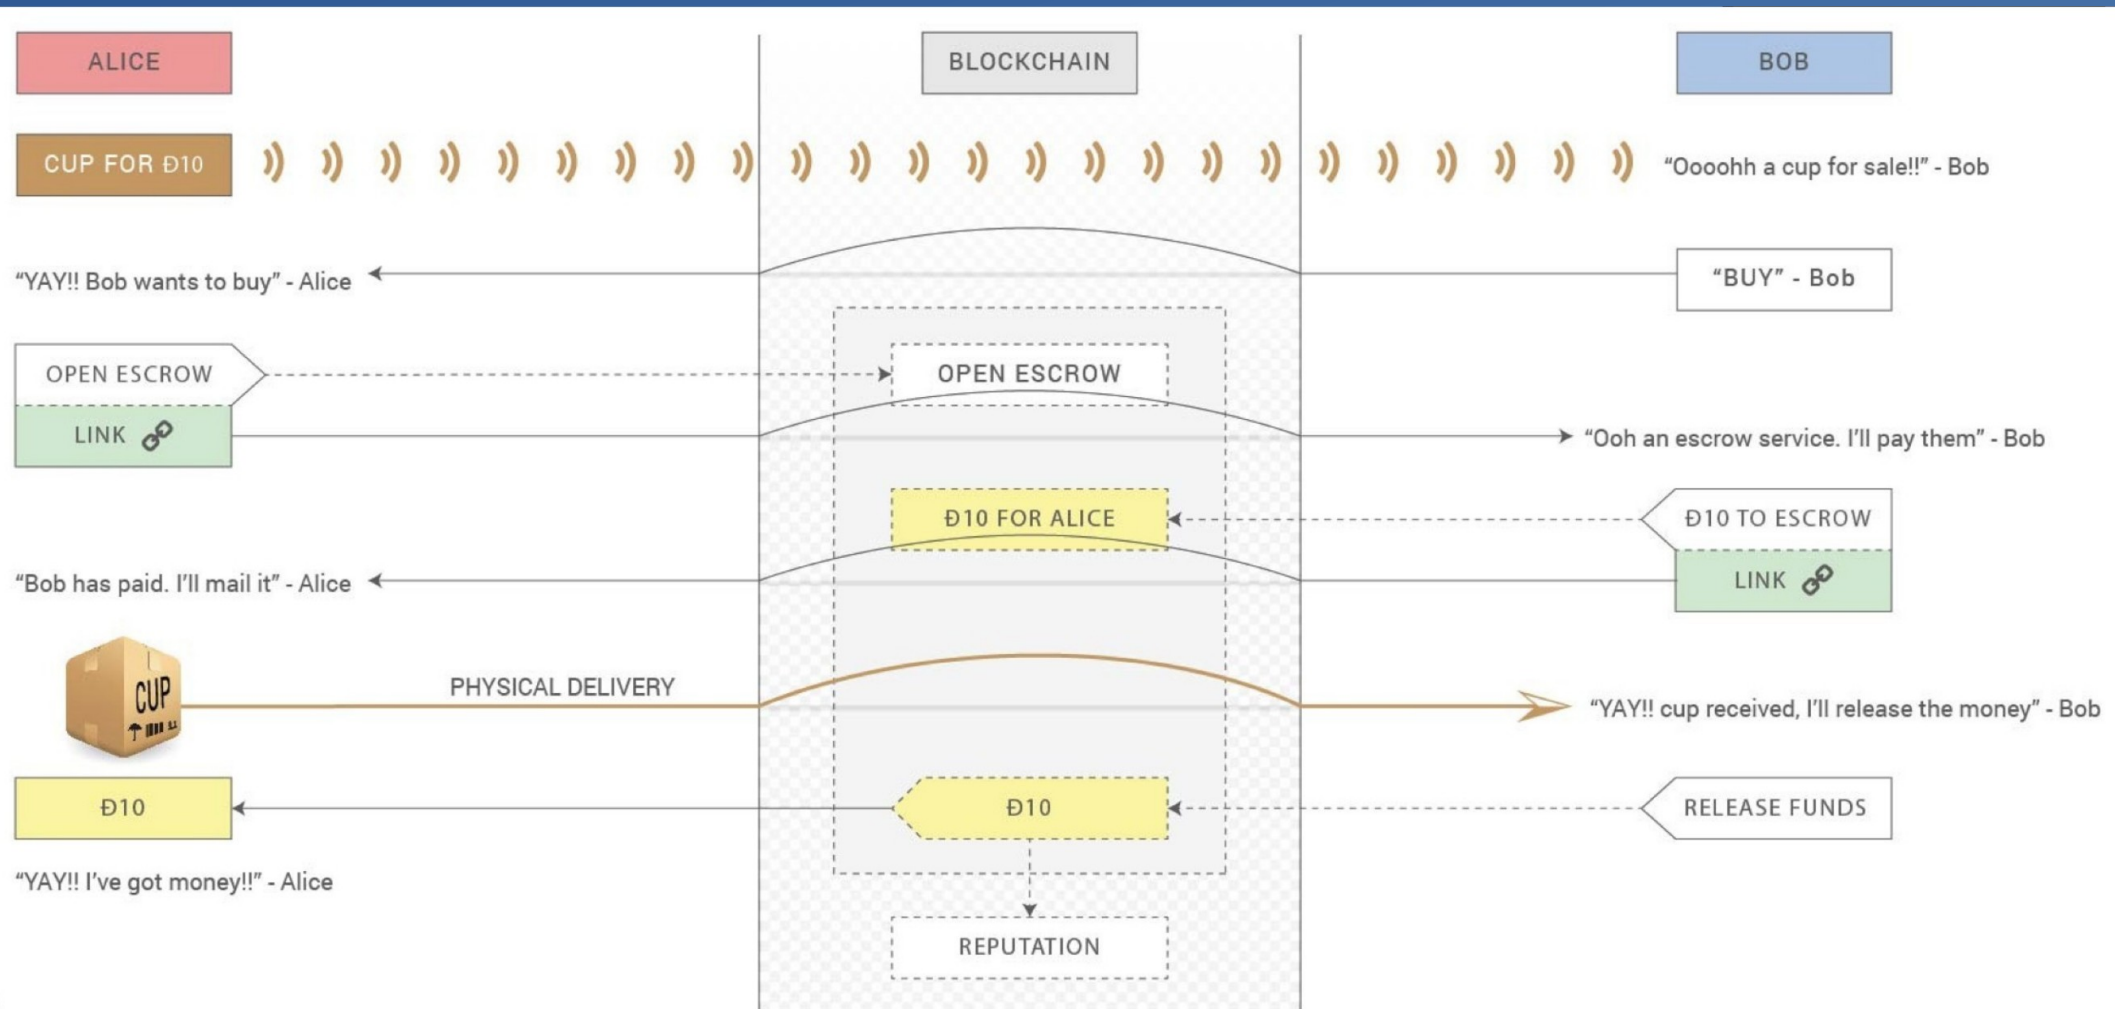 ALICE
BLOCKCHAIN
BOB
CUP FOR Đ10
“Oooohh a cup for sale!!” - Bob
“YAY!! Bob wants to buy” - Alice
“BUY” - Bob
OPEN ESCROW
OPEN ESCROW
LINK
“Ooh an escrow service. I’ll pay them” - Bob
Đ10 FOR ALICE
Đ10 TO ESCROW
“Bob has paid. I’ll mail it” - Alice
LINK
CUP
PHYSICAL DELIVERY
“YAY!! cup received, I’ll release the money” - Bob
Đ10
Đ10
RELEASE FUNDS
“YAY!! I’ve got money!!” - Alice
REPUTATION